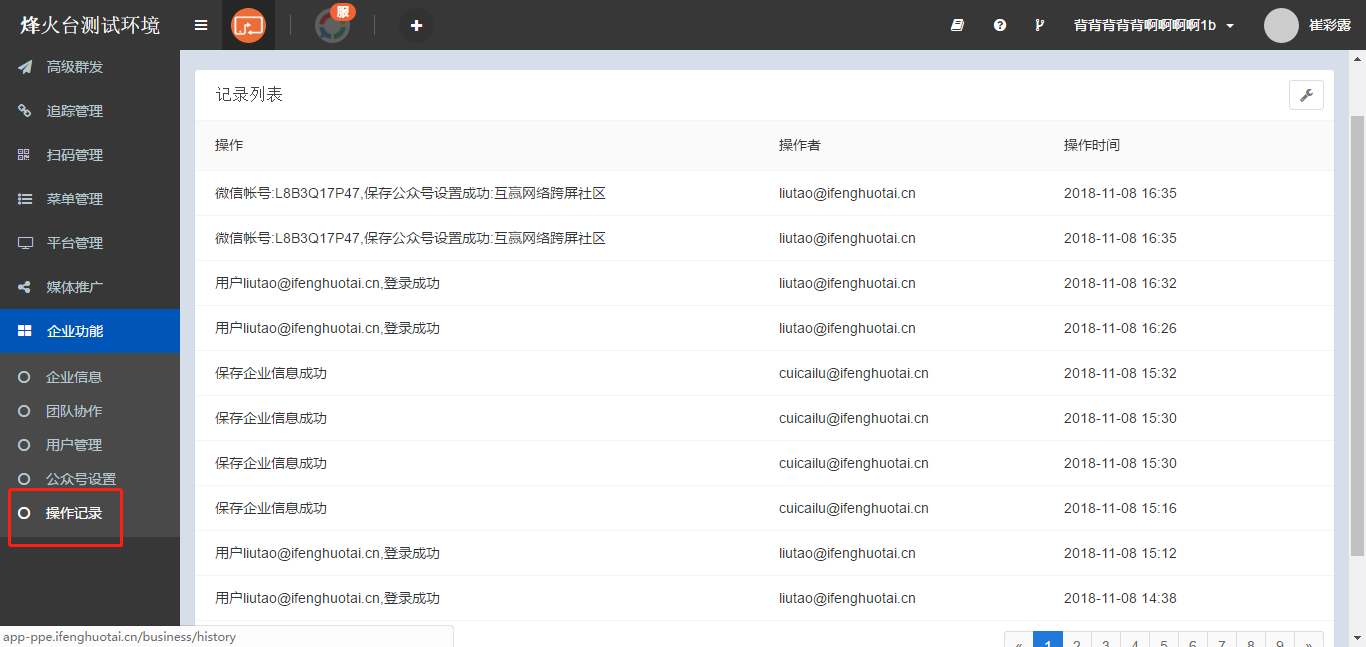 烽火台测试环境
服
背背背背背啊啊啊啊1b
崔彩露
高级群发
追踪管理
扫码管理
菜单管理
平台管理
媒体推广
企业功能
企业信息
团队协作
用户管理
公众号设置
操作记录
记录列表
操作 操作者 操作时间
微信帐号:L8B3Q17P47,保存公众号设置成功:互赢网络跨屏社区 liutao@ifenghuotai.cn 2018-11-08 16:35
微信帐号:L8B3Q17P47,保存公众号设置成功:互赢网络跨屏社区 liutao@ifenghuotai.cn 2018-11-08 16:35
用户liutao@ifenghuotai.cn,登录成功 liutao@ifenghuotai.cn 2018-11-08 16:32
用户liutao@ifenghuotai.cn,登录成功 liutao@ifenghuotai.cn 2018-11-08 16:26
保存企业信息成功 cuicailu@ifenghuotai.cn 2018-11-08 15:32
保存企业信息成功 cuicailu@ifenghuotai.cn 2018-11-08 15:30
保存企业信息成功 cuicailu@ifenghuotai.cn 2018-11-08 15:30
保存企业信息成功 cuicailu@ifenghuotai.cn 2018-11-08 15:16
用户liutao@ifenghuotai.cn,登录成功 liutao@ifenghuotai.cn 2018-11-08 15:12
用户liutao@ifenghuotai.cn,登录成功 liutao@ifenghuotai.cn 2018-11-08 14:38
« 1 2 3 4 5 6 7 8 9 »
app-ppe.ifenghuotai.cn/business/history